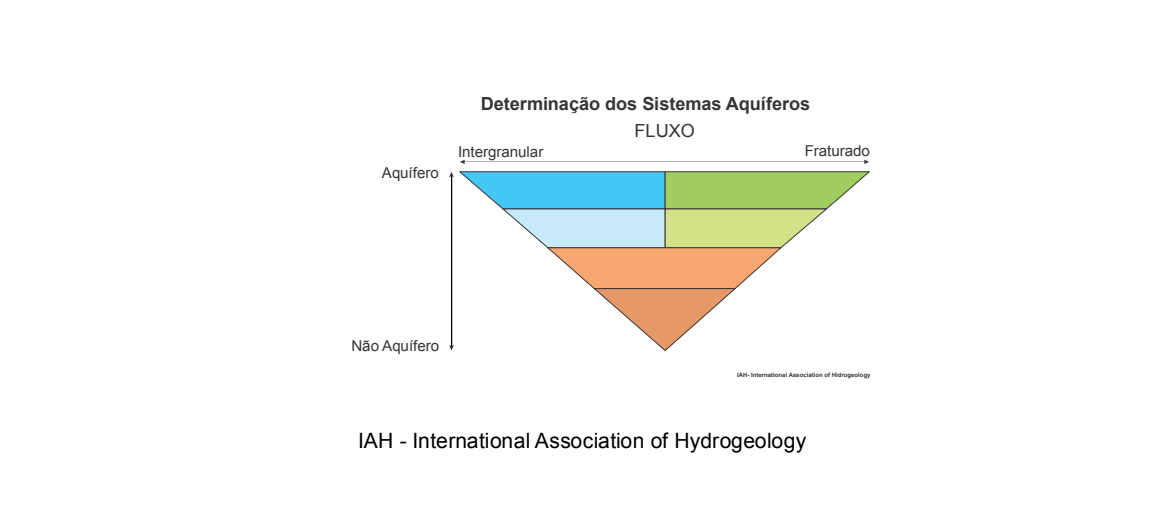 Determinação dos Sistemas Aquíferos
FLUXO
Intergranular
Fraturado
Aquífero
Não Aquífero
IAH- International Association of Hidrogeology
IAH - International Association of Hydrogeology